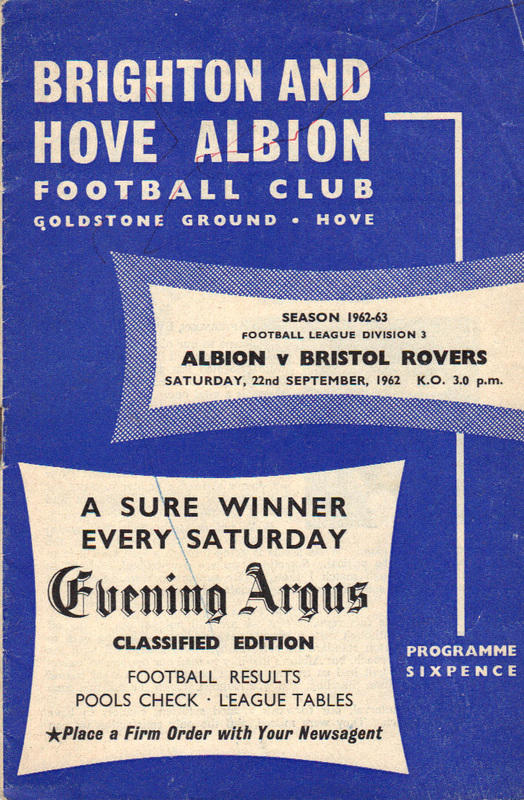 BRIGHTON AND
HOVE ALBION
FOOTBALL CLUB
GOLDSTONE GROUND • HOVE
SEASON 1962-63
FOOTBALL LEAGUE DIVISION 3
ALBION v BRISTOL ROVERS
SATURDAY, 22nd SEPTEMBER, 1962 K.O. 3.0 p.m.
A SURE WINNER
EVERY SATURDAY
Evening Argus
CLASSIFIED EDITION
FOOTBALL RESULTS
POOLS CHECK · LEAGUE TABLES
★Place a Firm Order with Your Newsagent
PROGRAMME
SIXPENCE